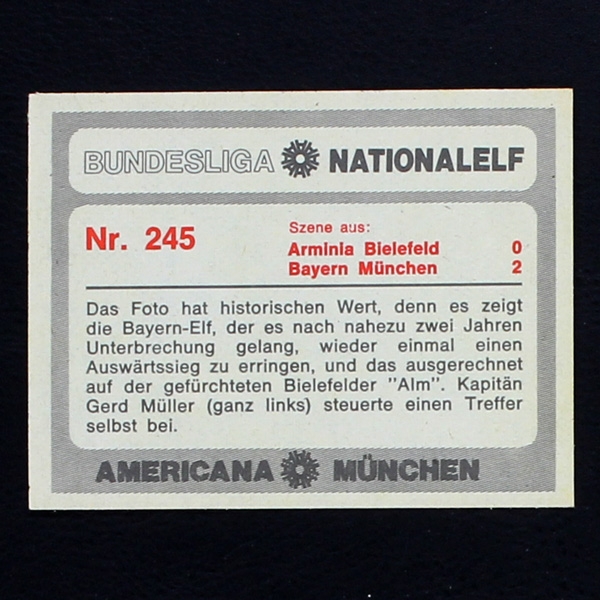 BUNDESLIGA NATIONALELF
Nr. 245
Szene aus:
Arminia Bielefeld 0
Bayern München 2
Das Foto hat historischen Wert, denn es zeigt
die Bayern-Elf, der es nach nahezu zwei Jahren
Unterbrechung gelang, wieder einmal einen
Auswärtssieg zu erringen, und das ausgerechnet
auf der gefürchteten Bielefelder "Alm". Kapitän
Gerd Müller (ganz links) steuerte einen Treffer
selbst bei.
AMERICANA MÜNCHEN